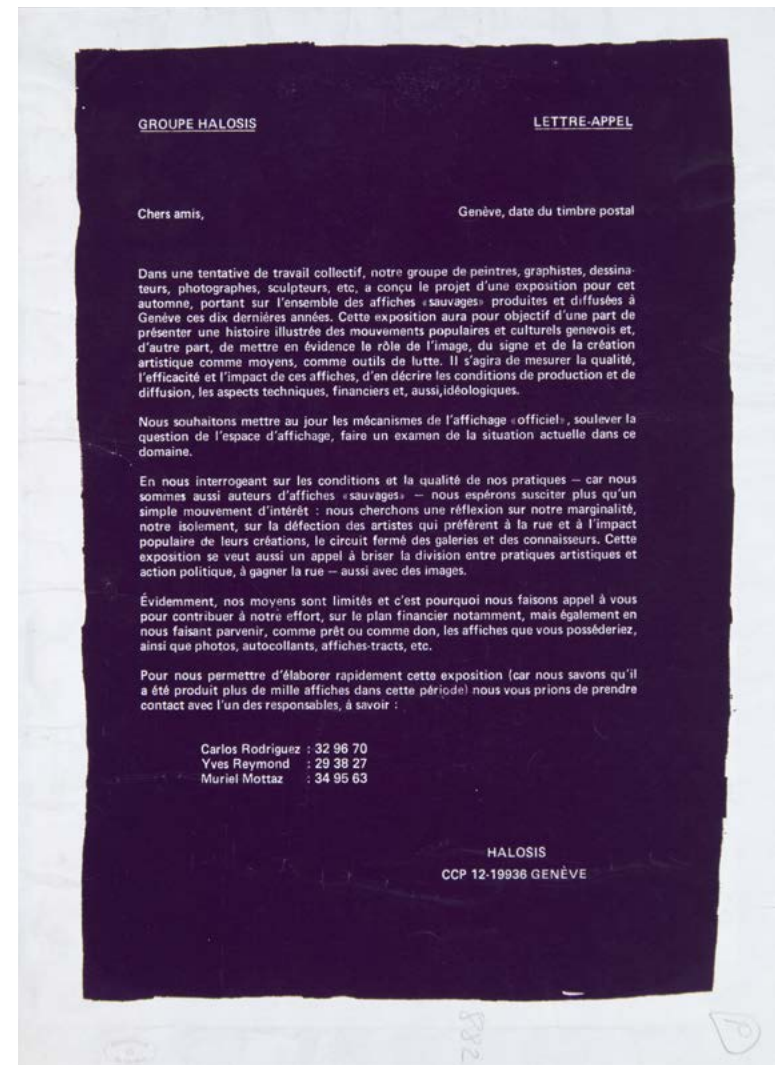 GROUPE HALOSIS
LETTRE-APPEL
Chers amis,
Genève, date du timbre postal
Dans une tentative de travail collectif, notre groupe de peintres, graphistes, dessina-
teurs, photographes, sculpteurs, etc, a conçu le projet d'une exposition pour cet
automne, portant sur l'ensemble des affiches «sauvages» produites et diffusées à
Genève ces dix dernières années. Cette exposition aura pour objectif d'une part de
présenter une histoire illustrée des mouvements populaires et culturels genevois et,
d'autre part, de mettre en évidence le rôle de l'image, du signe et de la création
artistique comme moyens, comme outils de lutte. Il s'agira de mesurer la qualité,
l'efficacité et l'impact de ces affiches, d'en décrire les conditions de production et de
diffusion, les aspects techniques, financiers et, aussi, idéologiques.
Nous souhaitons mettre au jour les mécanismes de l'affichage «officiel», soulever la
question de l'espace d'affichage, faire un examen de la situation actuelle dans ce
domaine.
En nous interrogeant sur les conditions et la qualité de nos pratiques — car nous
sommes aussi auteurs d'affiches «sauvages» — nous espérons susciter plus qu'un
simple mouvement d'intérêt : nous cherchons une réflexion sur notre marginalité,
notre isolement, sur la défection des artistes qui préfèrent à la rue et à l'impact
populaire de leurs créations, le circuit fermé des galeries et des connaisseurs. Cette
exposition se veut aussi un appel à briser la division entre pratiques artistiques et
action politique, à gagner la rue — aussi avec des images.
Évidemment, nos moyens sont limités et c'est pourquoi nous faisons appel à vous
pour contribuer à notre effort, sur le plan financier notamment, mais également en
nous faisant parvenir, comme prêt ou comme don, les affiches que vous posséderiez,
ainsi que photos, autocollants, affiches-tracts, etc.
Pour nous permettre d'élaborer rapidement cette exposition (car nous savons qu'il
a été produit plus de mille affiches dans cette période) nous vous prions de prendre
contact avec l'un des responsables, à savoir :
Carlos Rodriguez : 32 96 70
Yves Reymond : 29 38 27
Muriel Mottaz : 34 95 63
HALOSIS
CCP 12-19936 GENÈVE